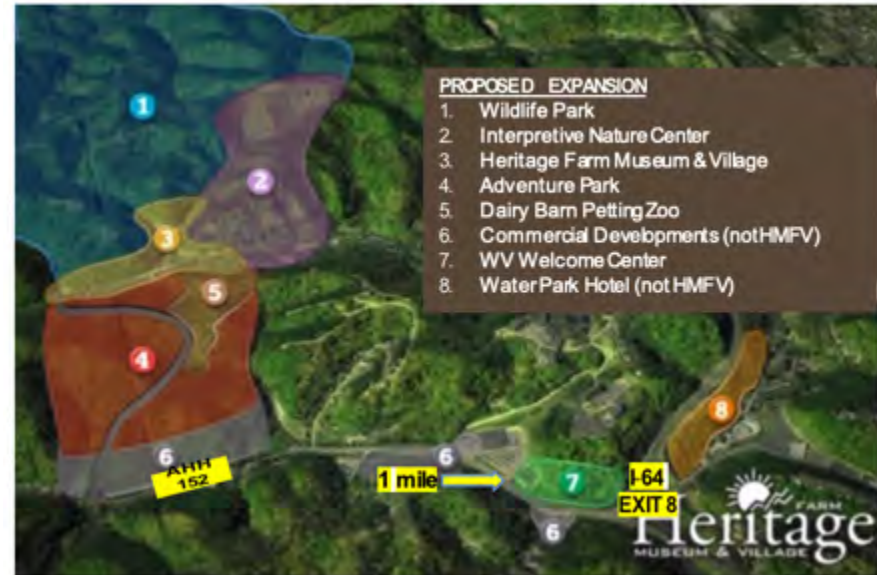 PROPOSED EXPANSION
1. Wildlife Park
2. Interpretive Nature Center
3. Heritage Farm Museum & Village
4. Adventure Park
5. Dairy Barn Petting Zoo
6. Commercial Developments (not HMFV)
7. WV Welcome Center
8. Water Park Hotel (not HMFV)
1
2
3
5
4
8
6
AHH
152
6
1 mile
7
I-64
EXIT 8
6
FARM
Heritage
MUSEUM & VILLAGE